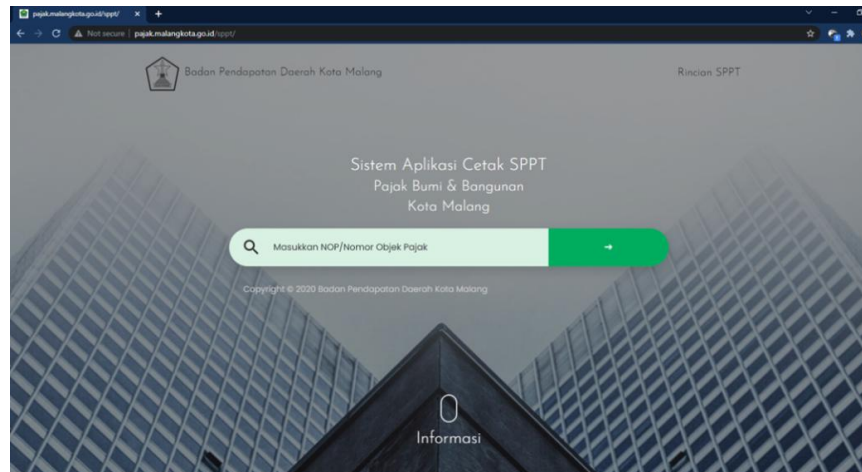 pajak.malangkota.go.id/sppt/
Not secure | pajak.malangkota.go.id/sppt/
Badan Pendapatan Daerah Kota Malang
Rincian SPPT
Sistem Aplikasi Cetak SPPT
Pajak Bumi & Bangunan
Kota Malang
Masukkan NOP/Nomor Objek Pajak
Copyright © 2020 Badan Pendapatan Daerah Kota Malang
Informasi